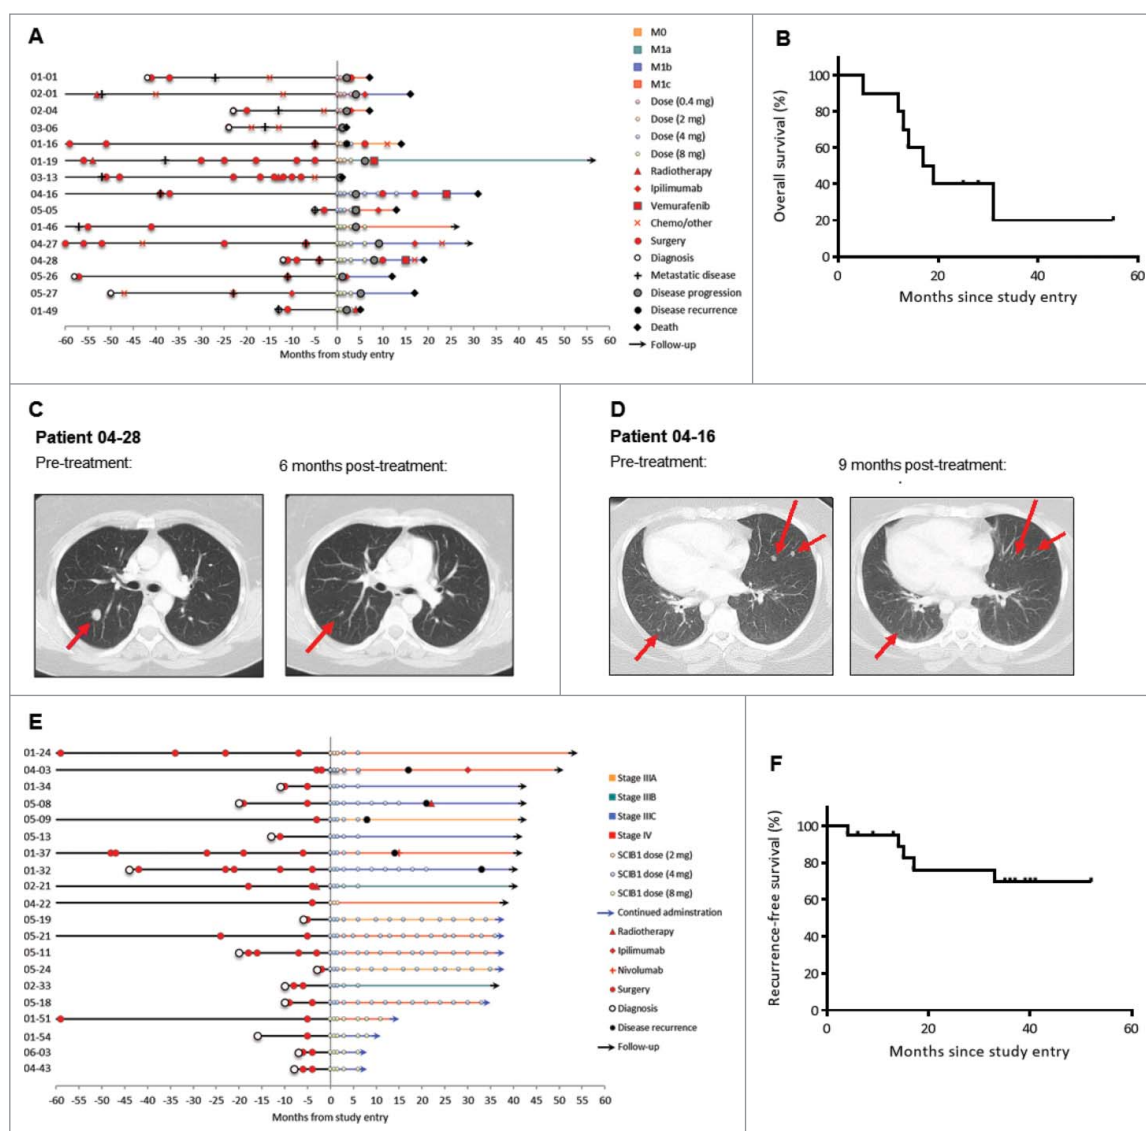 A
01-01
02-01
02-04
03-06
01-16
01-19
03-13
04-16
05-05
01-46
04-27
04-28
05-26
05-27
01-49
-60 -55 -50 -45 -40 -35 -30 -25 -20 -15 -10 -5 0 5 10 15 20 25 30 35 40 45 50 55 60
Months from study entry
M0
M1a
M1b
M1c
Dose (0.4 mg)
Dose (2 mg)
Dose (4 mg)
Dose (8 mg)
Radiotherapy
Ipilimumab
Vemurafenib
Chemo/other
Surgery
Diagnosis
Metastatic disease
Disease progression
Disease recurrence
Death
Follow-up
B
Overall survival (%)
100
80
60
40
20
0
0 20 40 60
Months since study entry
C
Patient 04-28
Pre-treatment:
6 months post-treatment:
D
Patient 04-16
Pre-treatment:
9 months post-treatment:
E
01-24
04-03
01-34
05-08
05-09
05-13
01-37
01-32
02-21
04-22
05-19
05-21
05-11
05-24
02-33
05-18
01-51
01-54
06-03
04-43
-60 -55 -50 -45 -40 -35 -30 -25 -20 -15 -10 -5 0 5 10 15 20 25 30 35 40 45 50 55 60
Months from study entry
Stage IIIA
Stage IIIB
Stage IIIC
Stage IV
SCIB1 dose (2 mg)
SCIB1 dose (4 mg)
SCIB1 dose (8 mg)
Continued adminstration
Radiotherapy
Ipilimumab
Nivolumab
Surgery
Diagnosis
Disease recurrence
Follow-up
F
Recurrence-free survival (%)
100
80
60
40
20
0
0 20 40 60
Months since study entry